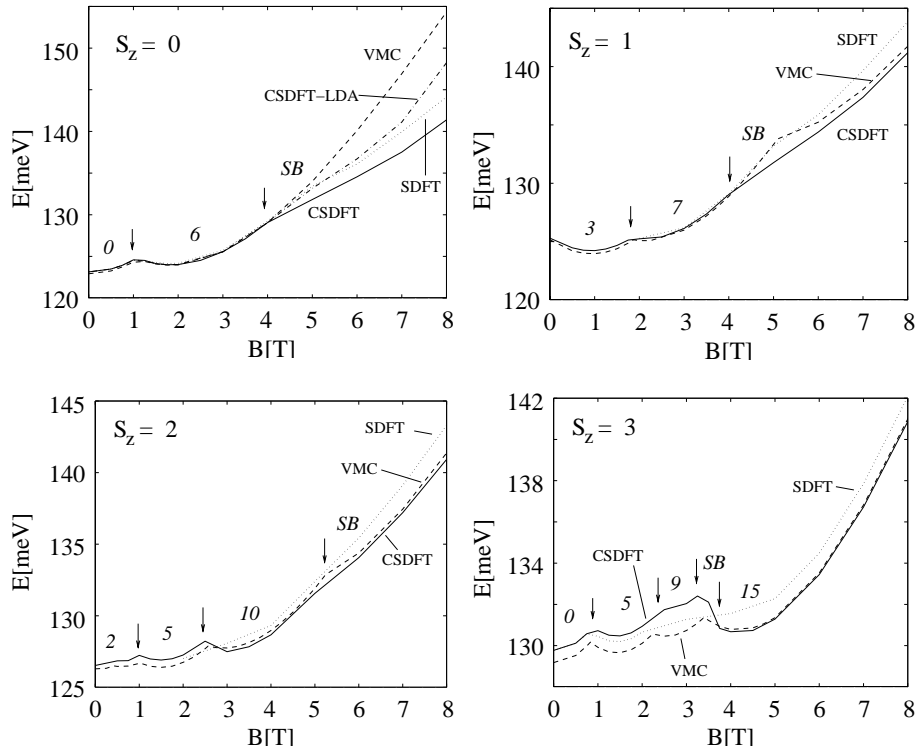 S_z = 0
E[meV]
150
140
130
120
VMC
CSDFT–LDA
SB
SDFT
CSDFT
0
6
0 1 2 3 4 5 6 7 8
B[T]
S_z = 1
E[meV]
140
130
120
SDFT
VMC
SB
CSDFT
3
7
0 1 2 3 4 5 6 7 8
B[T]
S_z = 2
E[meV]
145
140
135
130
125
SDFT
VMC
SB
CSDFT
2
5
10
0 1 2 3 4 5 6 7 8
B[T]
S_z = 3
E[meV]
142
138
134
130
SDFT
CSDFT
9
SB
15
0
5
VMC
0 1 2 3 4 5 6 7 8
B[T]